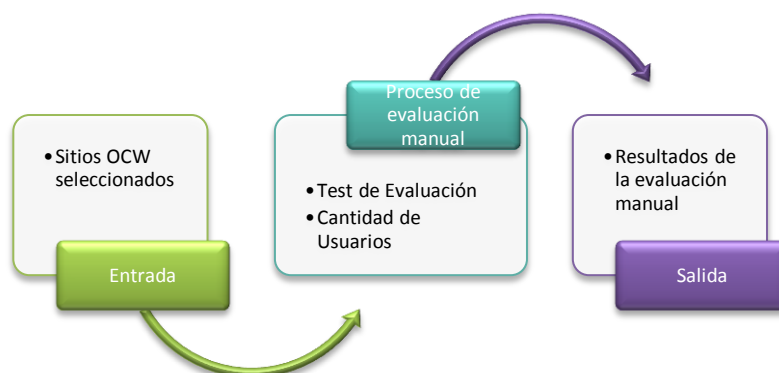 •Sitios OCW
seleccionados
Entrada
Proceso de
evaluación
manual
•Test de Evaluación
•Cantidad de
Usuarios
•Resultados de
la evaluación
manual
Salida